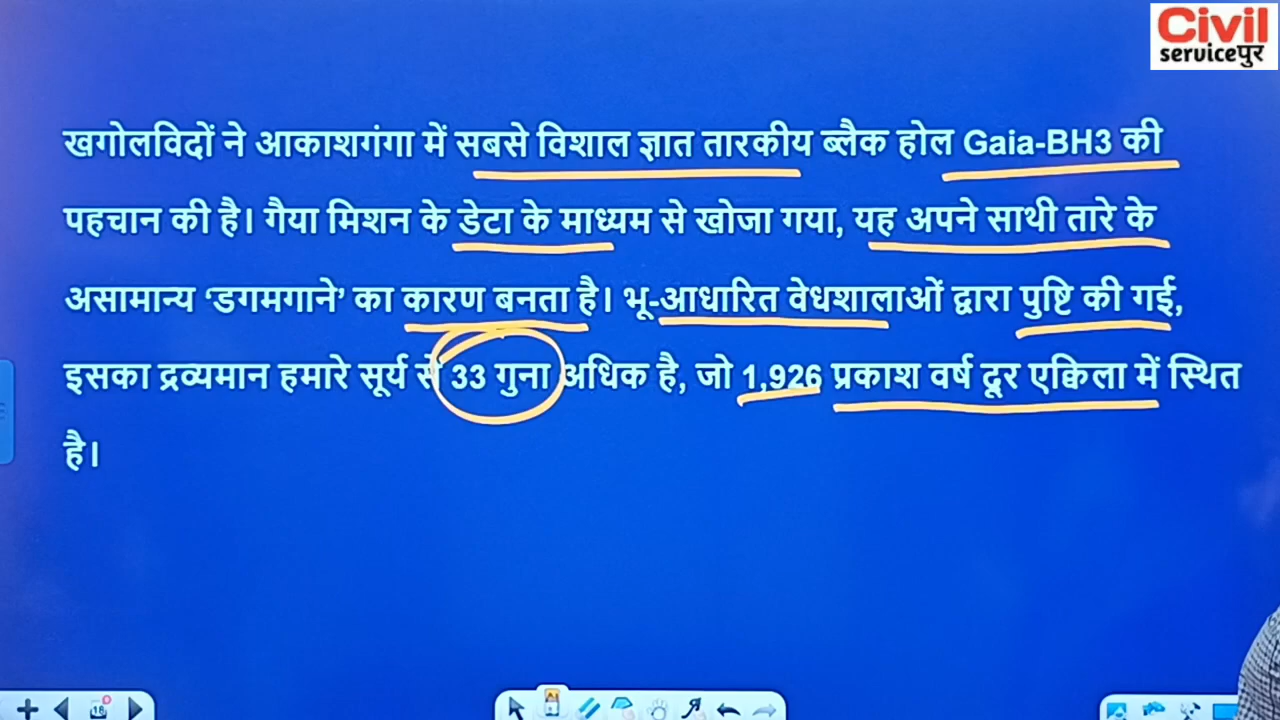 Civil
serviceपुर
खगोलविदों ने आकाशगंगा में सबसे विशाल ज्ञात तारकीय ब्लैक होल Gaia-BH3 की
पहचान की है। गैया मिशन के डेटा के माध्यम से खोजा गया, यह अपने साथी तारे के
असामान्य ‘डगमगाने’ का कारण बनता है। भू-आधारित वेधशालाओं द्वारा पुष्टि की गई,
इसका द्रव्यमान हमारे सूर्य से 33 गुना अधिक है, जो 1,926 प्रकाश वर्ष दूर एक्विला में स्थित
है।
16